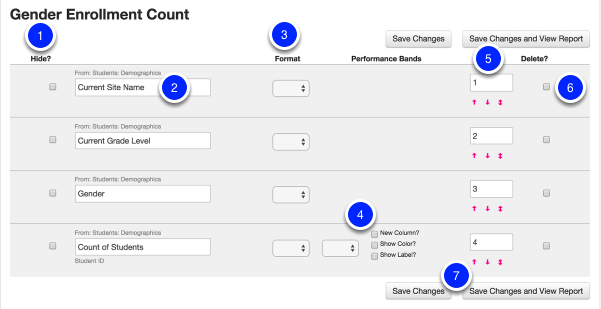 Gender Enrollment Count
1
3
Save Changes
Save Changes and View Report
5
Hide?
Format
Performance Bands
Delete?
From: Students: Demographics
Current Site Name
2
1
6
From: Students: Demographics
Current Grade Level
2
From: Students: Demographics
Gender
3
4
From: Students: Demographics
Count of Students
New Column?
Show Color?
Show Label?
4
Student ID
7
Save Changes
Save Changes and View Report